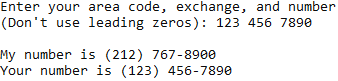 Enter your area code, exchange, and number
(Don't use leading zeros): 123 456 7890
My number is (212) 767-8900
Your number is (123) 456-7890